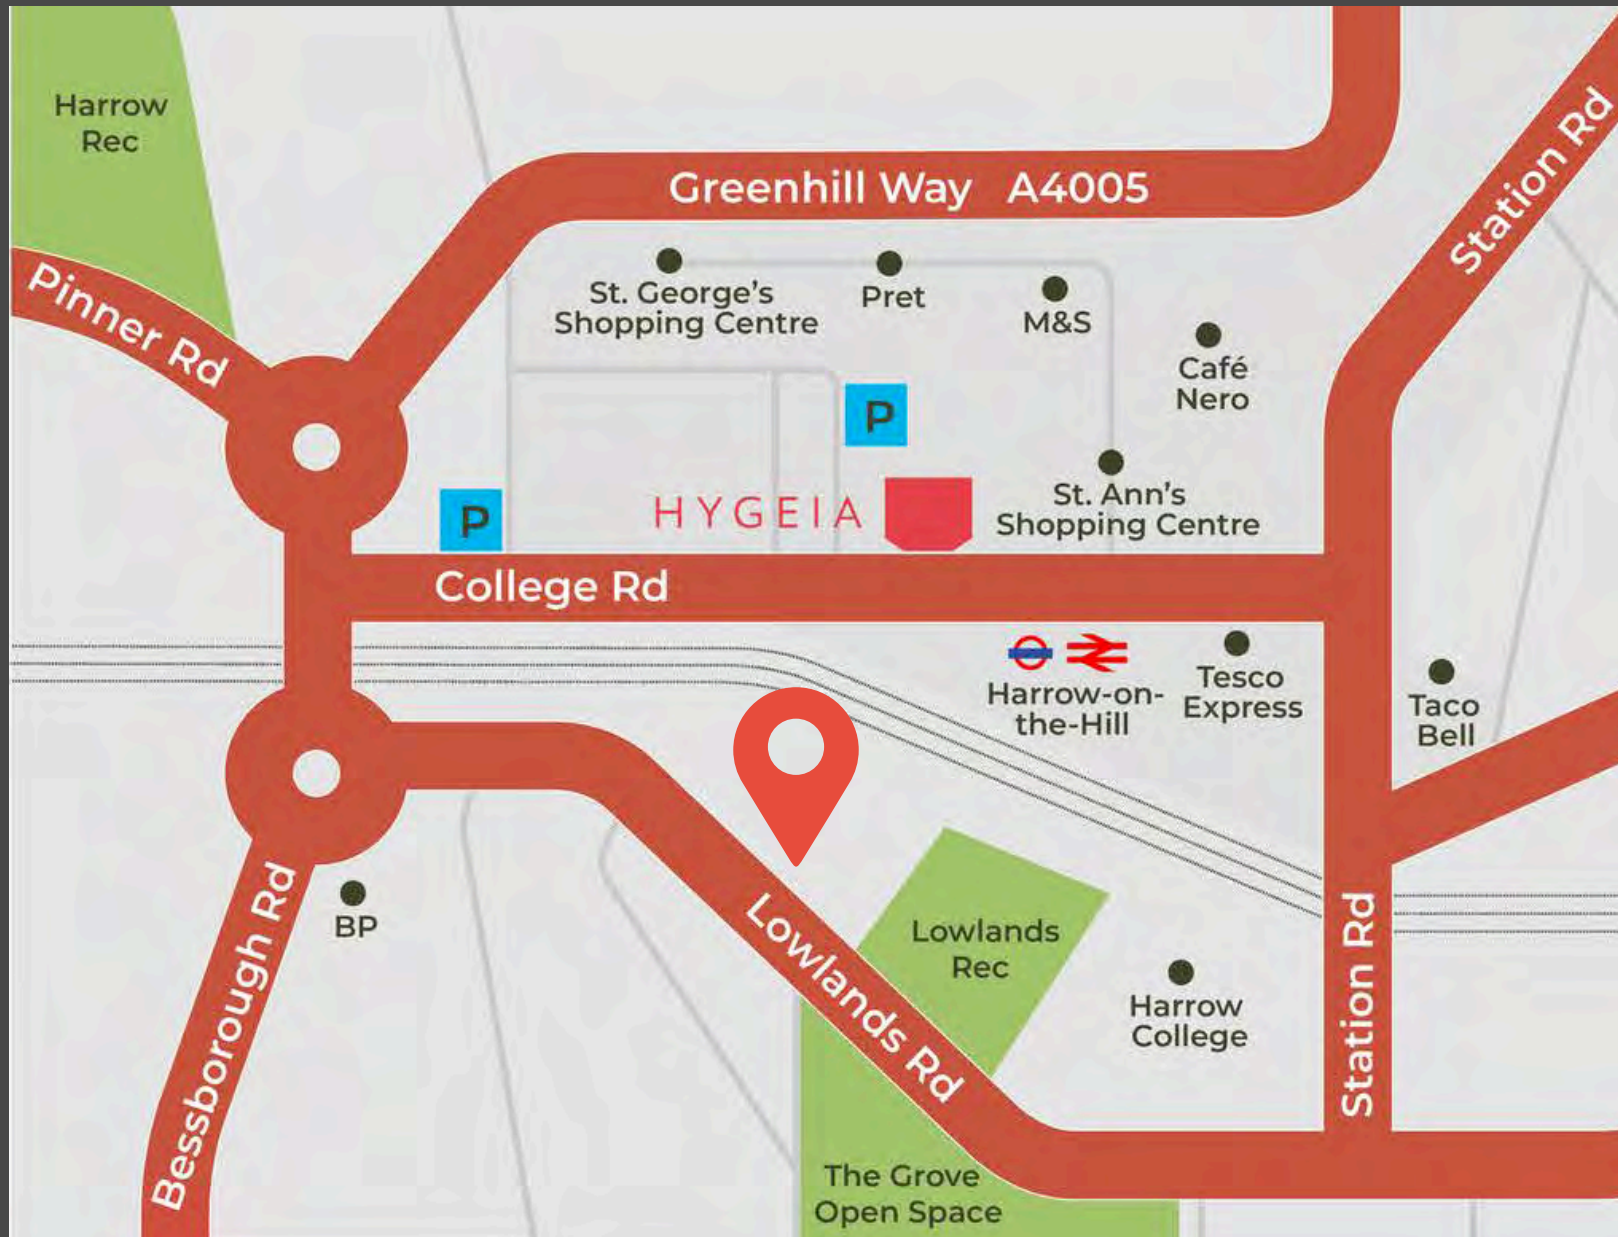 Harrow
Rec
Greenhill Way A4005
Station Rd
Pinner Rd
St. George's
Shopping Centre
Pret
M&S
Café
Nero
P
P
HYGEIA
St. Ann's
Shopping Centre
College Rd
Harrow-on-
the-Hill
Tesco
Express
Taco
Bell
Bessborough Rd
BP
Lowlands Rd
Lowlands
Rec
Harrow
College
Station Rd
The Grove
Open Space